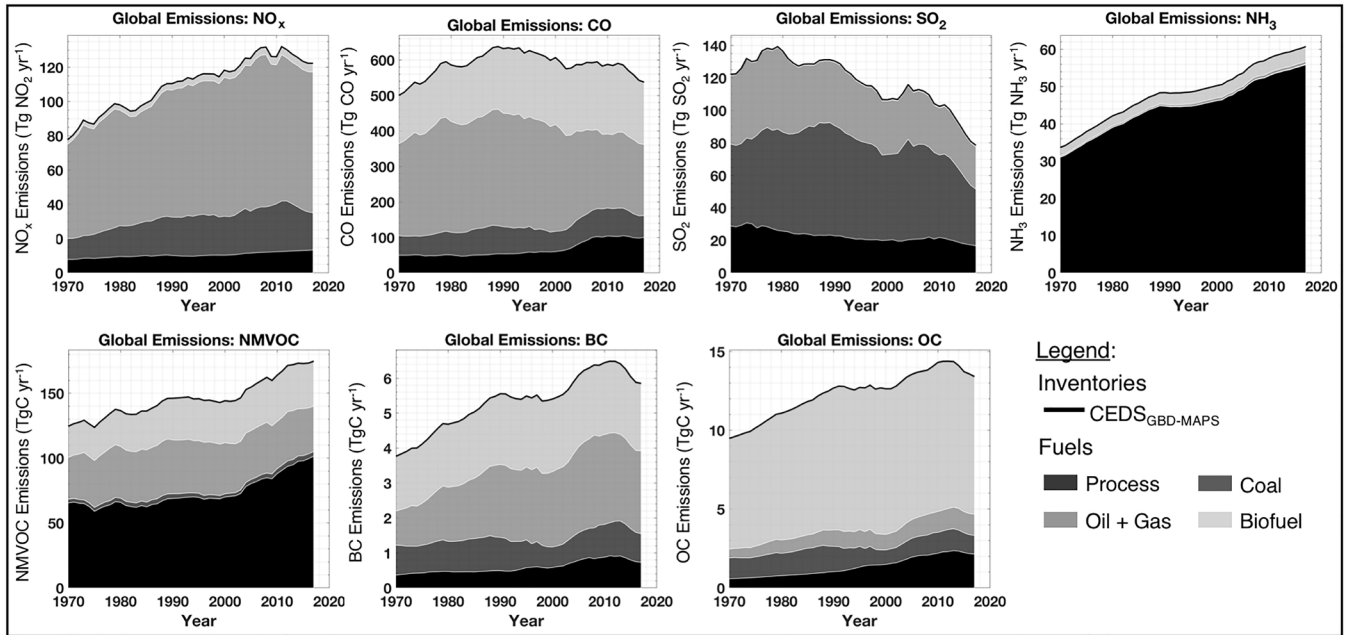 Global Emissions: NOx
NOx Emissions (Tg NO2 yr-1)
120
100
80
60
40
0
0
1970 1980 1990 2000 2010 2020
Year
Global Emissions: CO
CO Emissions (Tg CO yr-1)
600
500
400
300
200
100
0
1970 1980 1990 2000 2010 2020
Year
Global Emissions: SO2
SO2 Emissions (Tg SO2 yr-1)
140
120
100
80
60
40
20
0
1970 1980 1990 2000 2010 2020
Year
Global Emissions: NH3
NH3 Emissions (Tg NH3 yr-1)
60
50
40
30
20
10
0
1970 1980 1990 2000 2010 2020
Year
Global Emissions: NMVOC
NMVOC Emissions (TgC yr-1)
150
100
50
0
1970 1980 1990 2000 2010 2020
Year
Global Emissions: BC
BC Emissions (TgC yr-1)
6
5
4
3
2
1
0
1970 1980 1990 2000 2010 2020
Year
Global Emissions: OC
OC Emissions (TgC yr-1)
15
10
5
0
1970 1980 1990 2000 2010 2020
Year
Legend:
Inventories
CEDSGBD-MAPS
Fuels
Process Coal
Oil + Gas Biofuel